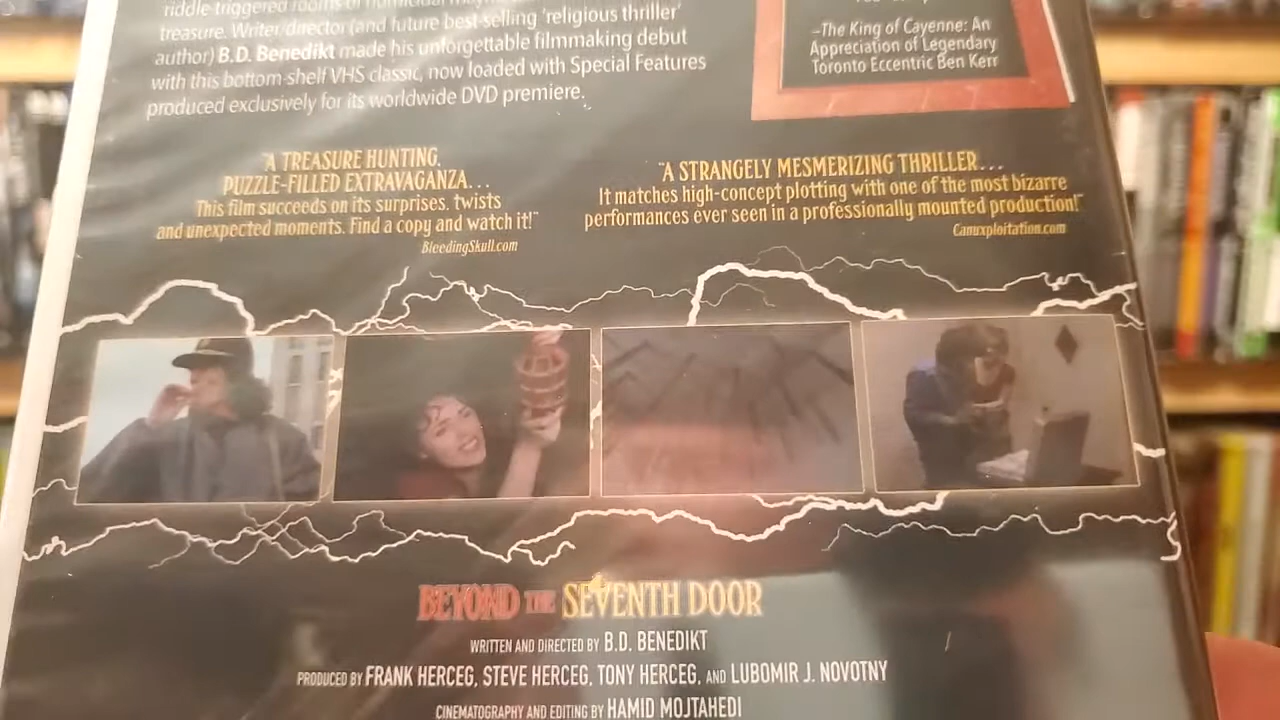 riddle triggered rooms of homicidal
treasure. Writer/director (and future best-selling 'religious thriller'
author) B.D. Benedikt made his unforgettable filmmaking debut
with this bottom-shelf VHS classic, now loaded with Special Features
produced exclusively for its worldwide DVD premiere.
–The King of Cayenne: An
Appreciation of Legendary
Toronto Eccentric Ben Kerr
"A TREASURE HUNTING,
PUZZLE-FILLED EXTRAVAGANZA...
This film succeeds on its surprises, twists
and unexpected moments. Find a copy and watch it!"
BleedingSkull.com
"A STRANGELY MESMERIZING THRILLER...
It matches high-concept plotting with one of the most bizarre
performances ever seen in a professionally mounted production!"
Canuxploitation.com
BEYOND THE SEVENTH DOOR
WRITTEN AND DIRECTED BY B.D. BENEDIKT
PRODUCED BY FRANK HERCEG, STEVE HERCEG, TONY HERCEG, AND LUBOMIR J. NOVOTNY
CINEMATOGRAPHY AND EDITING BY HAMID MOJTAHEDI